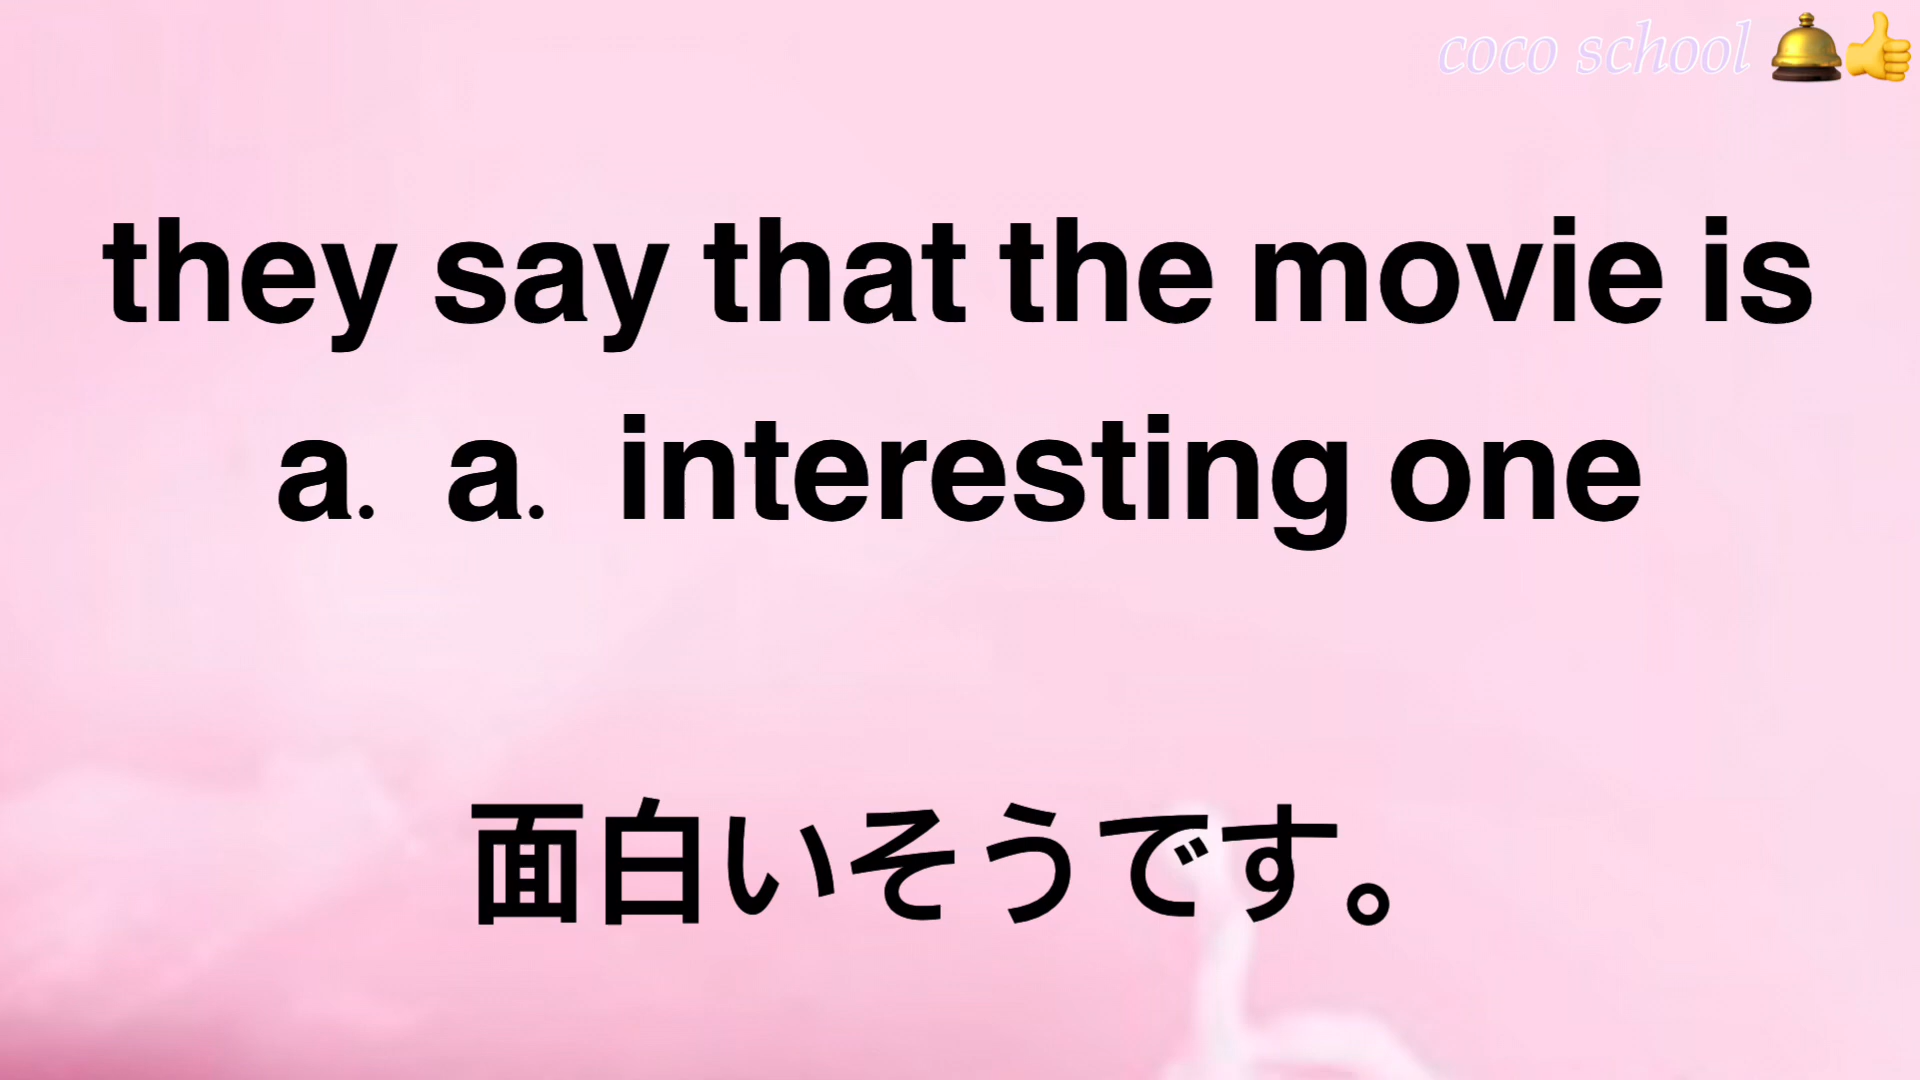 coco school 🛎️👍
they say that the movie is
a. a. interesting one
面白いそうです。